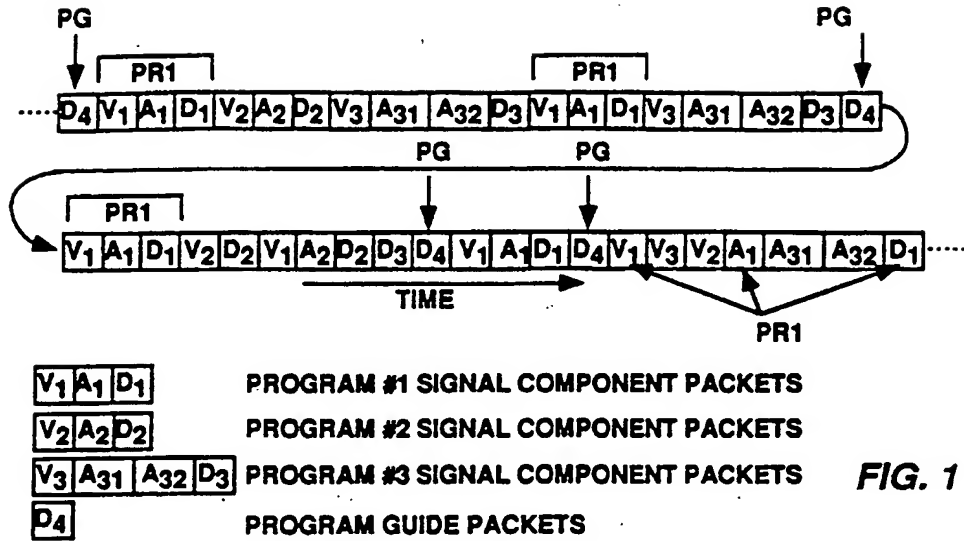 PG PG
PR1 PR1
D4 V1 A1 D1 V2 A2 D2 V3 A31 A32 D3 V1 A1 D1 V3 A31 A32 D3 D4
PG PG
PR1
V1 A1 D1 V2 D2 V1 A2 D2 D3 D4 V1 A1 D1 D4 V1 V3 V2 A1 A31 A32 D1
TIME
PR1
V1 A1 D1 PROGRAM #1 SIGNAL COMPONENT PACKETS
V2 A2 D2 PROGRAM #2 SIGNAL COMPONENT PACKETS
V3 A31 A32 D3 PROGRAM #3 SIGNAL COMPONENT PACKETS
FIG. 1
D4 PROGRAM GUIDE PACKETS